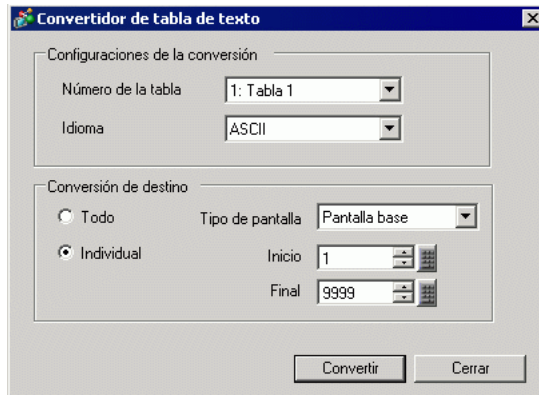 Convertidor de tabla de texto
Configuraciones de la conversión
Número de la tabla 1: Tabla 1
Idioma ASCII
Conversión de destino
Todo Tipo de pantalla Pantalla base
Individual Inicio 1
Final 9999
Convertir Cerrar